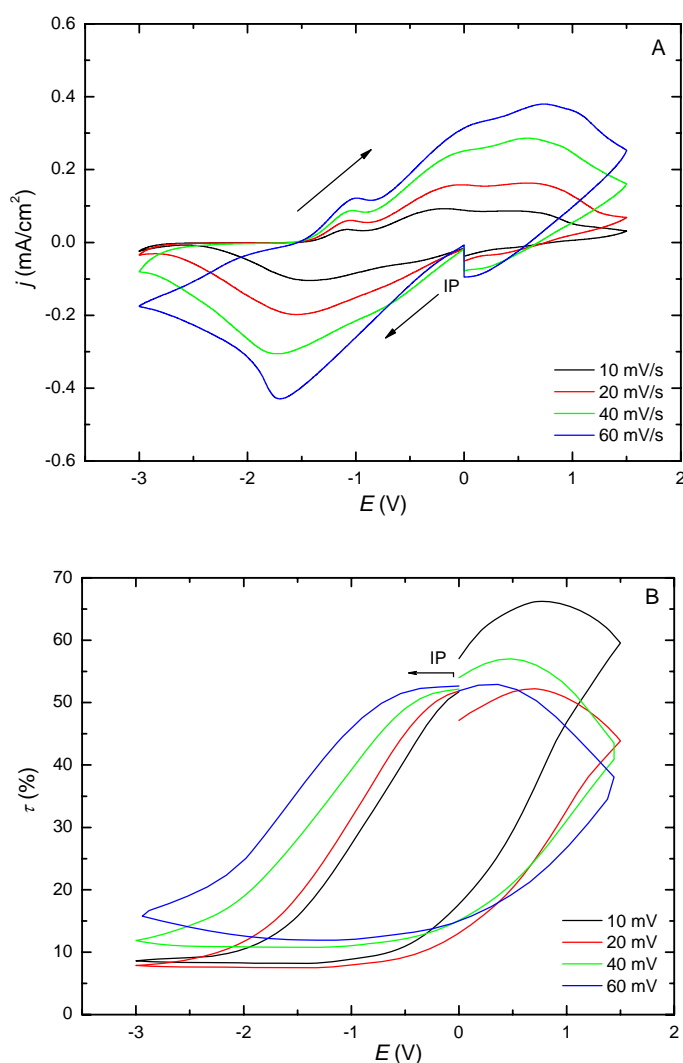 A
0.6
0.4
0.2
0.0
-0.2
-0.4
-0.6
j (mA/cm²)
IP
10 mV/s
20 mV/s
40 mV/s
60 mV/s
-3 -2 -1 0 1 2
E (V)
B
70
60
50
40
30
20
10
0
τ (%)
IP
10 mV
20 mV
40 mV
60 mV
-3 -2 -1 0 1 2
E (V)